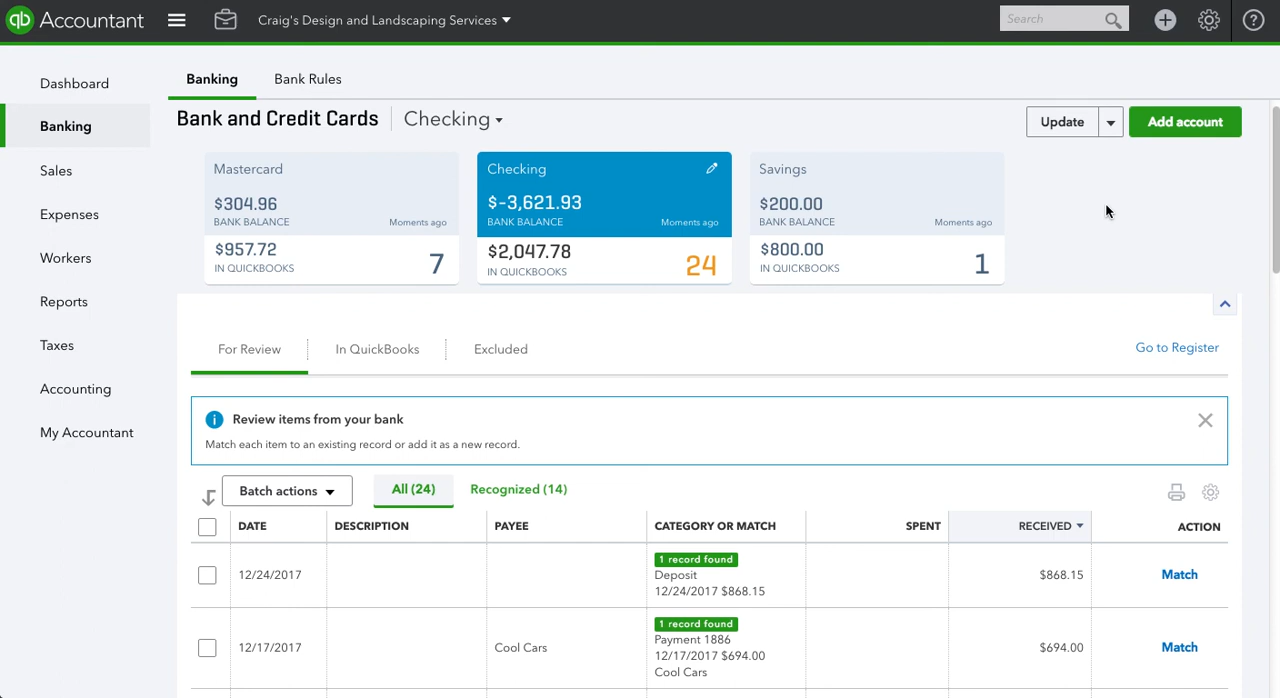 qb Accountant
Craig's Design and Landscaping Services
Search
?
Dashboard
Banking
Sales
Expenses
Workers
Reports
Taxes
Accounting
My Accountant
Banking
Bank Rules
Bank and Credit Cards
Checking
Update
Add account
Mastercard
$304.96
BANK BALANCE
Moments ago
$957.72
IN QUICKBOOKS
7
Checking
$-3,621.93
BANK BALANCE
Moments ago
$2,047.78
IN QUICKBOOKS
24
Savings
$200.00
BANK BALANCE
Moments ago
$800.00
IN QUICKBOOKS
1
For Review
In QuickBooks
Excluded
Go to Register
i Review items from your bank
Match each item to an existing record or add it as a new record.
Batch actions
All (24)
Recognized (14)
DATE
DESCRIPTION
PAYEE
CATEGORY OR MATCH
SPENT
RECEIVED
ACTION
12/24/2017
1 record found
Deposit
12/24/2017 $868.15
$868.15
Match
12/17/2017
Cool Cars
1 record found
Payment 1886
12/17/2017 $694.00
Cool Cars
$694.00
Match